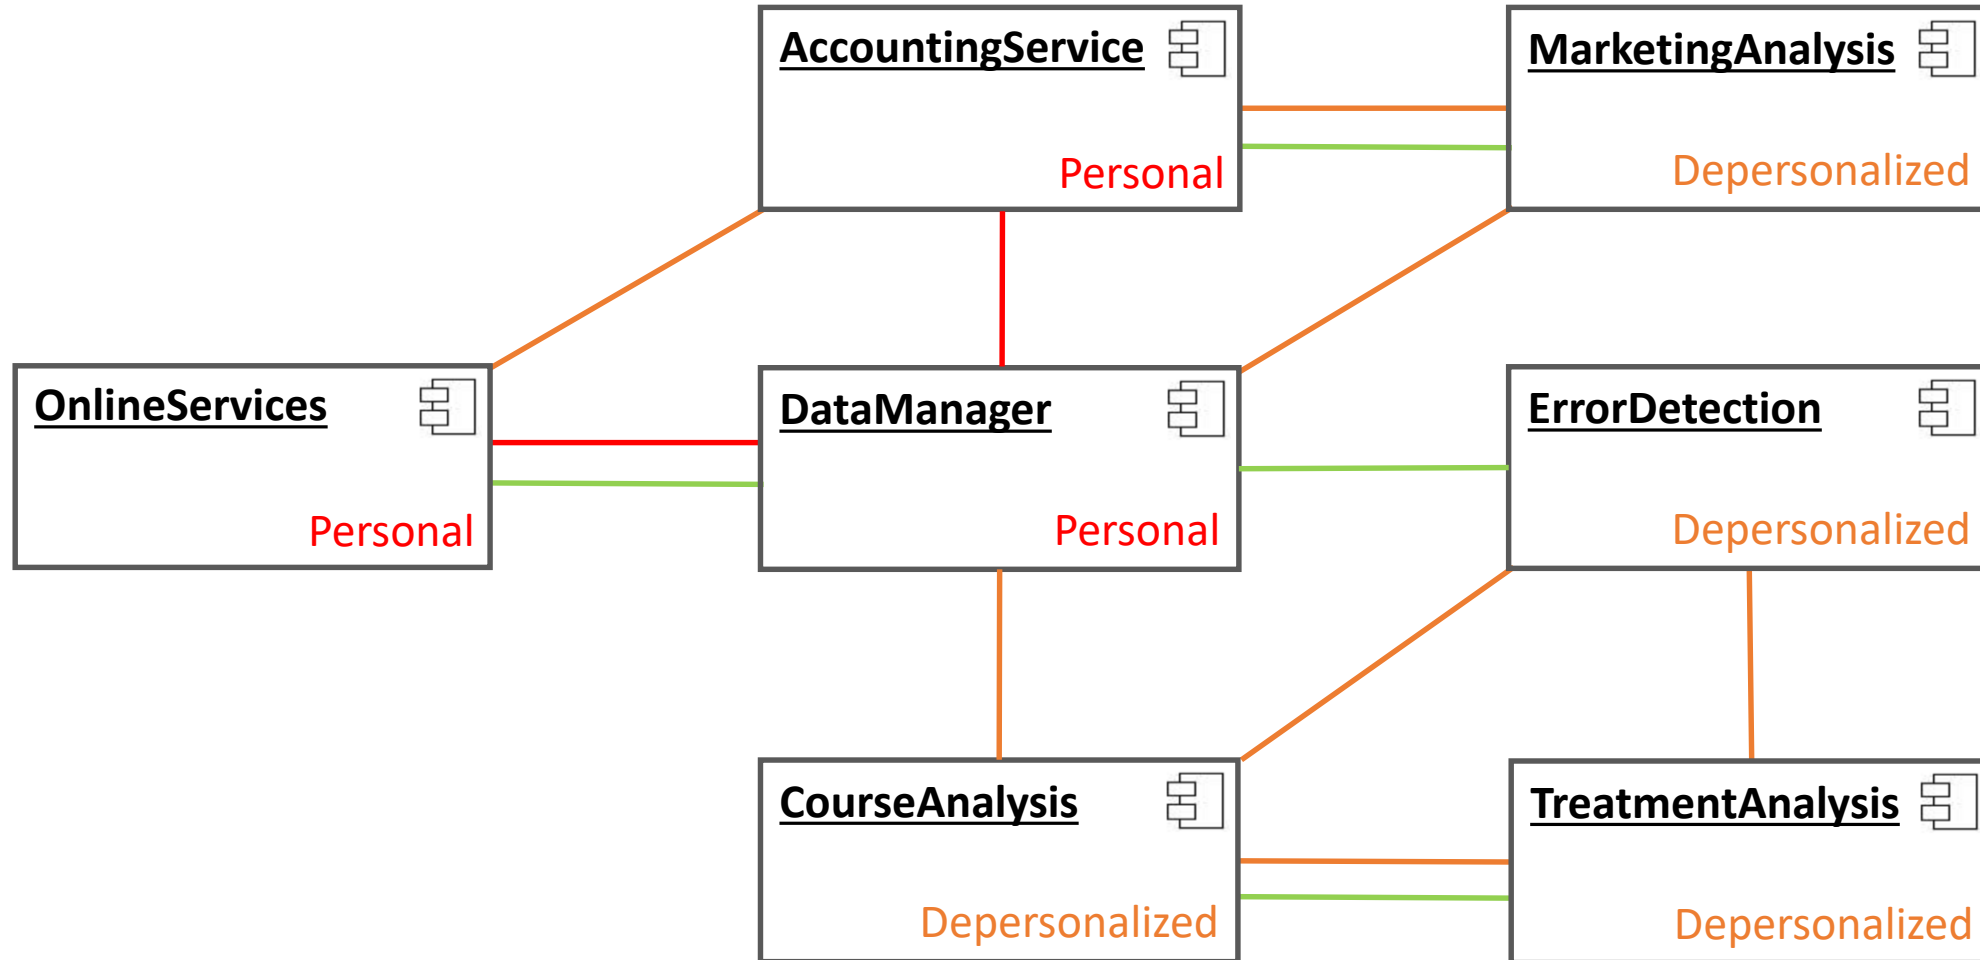 AccountingService
Personal
MarketingAnalysis
Depersonalized
OnlineServices
Personal
DataManager
Personal
ErrorDetection
Depersonalized
CourseAnalysis
Depersonalized
TreatmentAnalysis
Depersonalized